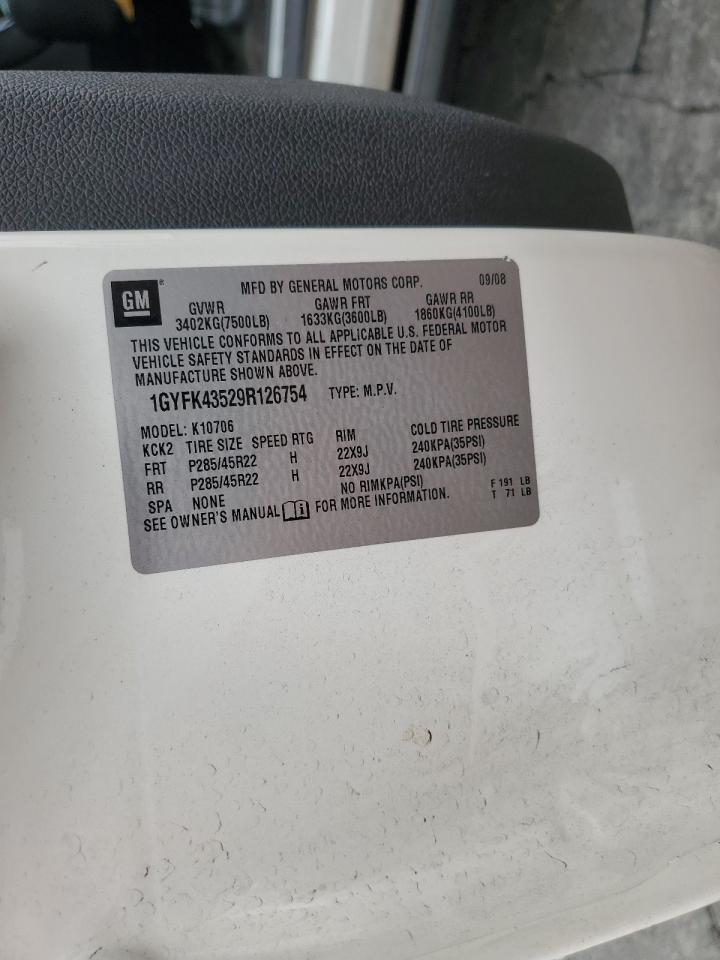 GM® MFD BY GENERAL MOTORS CORP. 09/08
GVWR GAWR FRT GAWR RR
3402KG(7500LB) 1633KG(3600LB) 1860KG(4100LB)
THIS VEHICLE CONFORMS TO ALL APPLICABLE U.S. FEDERAL MOTOR
VEHICLE SAFETY STANDARDS IN EFFECT ON THE DATE OF
MANUFACTURE SHOWN ABOVE.
1GYFK43529R126754 TYPE: M.P.V.
MODEL: K10706
KCK2 TIRE SIZE SPEED RTG RIM COLD TIRE PRESSURE
FRT P285/45R22 H 22X9J 240KPA(35PSI)
RR P285/45R22 H 22X9J 240KPA(35PSI)
SPA NONE NO RIMKPA(PSI) F 191 LB
SEE OWNER'S MANUAL FOR MORE INFORMATION. T 71 LB